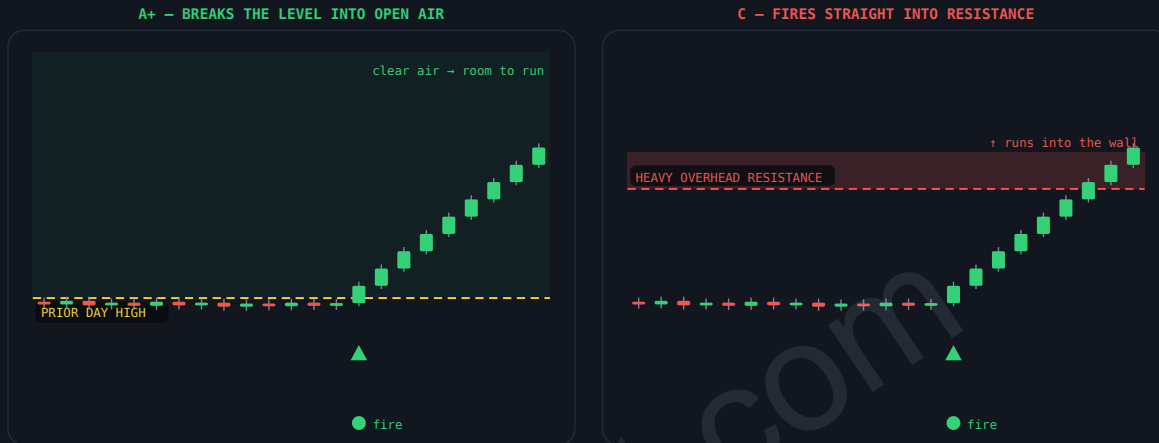 A+ — BREAKS THE LEVEL INTO OPEN AIR
clear air → room to run
PRIOR DAY HIGH
fire
C — FIRES STRAIGHT INTO RESISTANCE
↑ runs into the wall
HEAVY OVERHEAD RESISTANCE
fire
.com